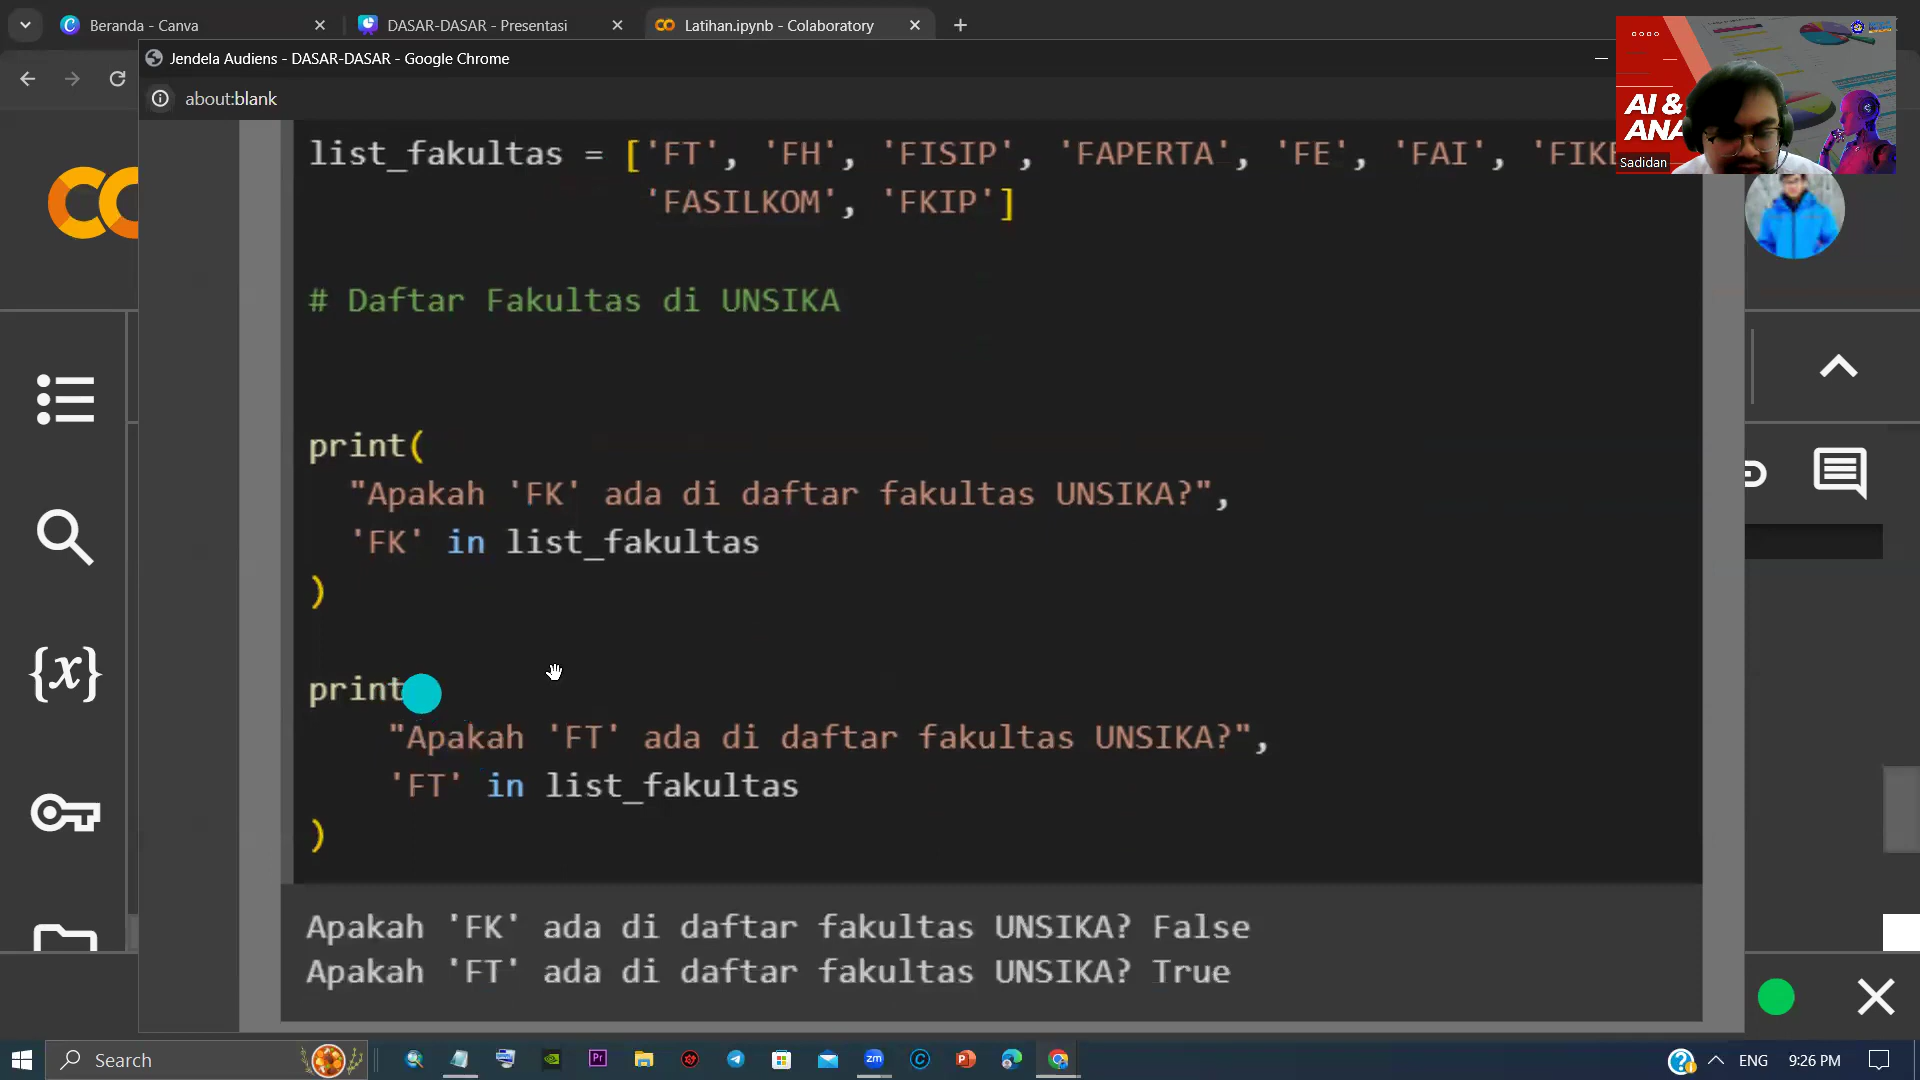 Beranda - Canva
DASAR-DASAR - Presentasi
Latihan.ipynb - Colaboratory
Jendela Audiens - DASAR-DASAR - Google Chrome
about:blank
AI &
ANA
Sadidan
list_fakultas = ['FT', 'FH', 'FISIP', 'FAPERTA', 'FE', 'FAI', 'FIKE
'FASILKOM', 'FKIP']
# Daftar Fakultas di UNSIKA
print(
"Apakah 'FK' ada di daftar fakultas UNSIKA?",
'FK' in list_fakultas
)
print
"Apakah 'FT' ada di daftar fakultas UNSIKA?",
'FT' in list_fakultas
)
Apakah 'FK' ada di daftar fakultas UNSIKA? False
Apakah 'FT' ada di daftar fakultas UNSIKA? True
{x}
Search
Pr
zm
ENG
9:26 PM